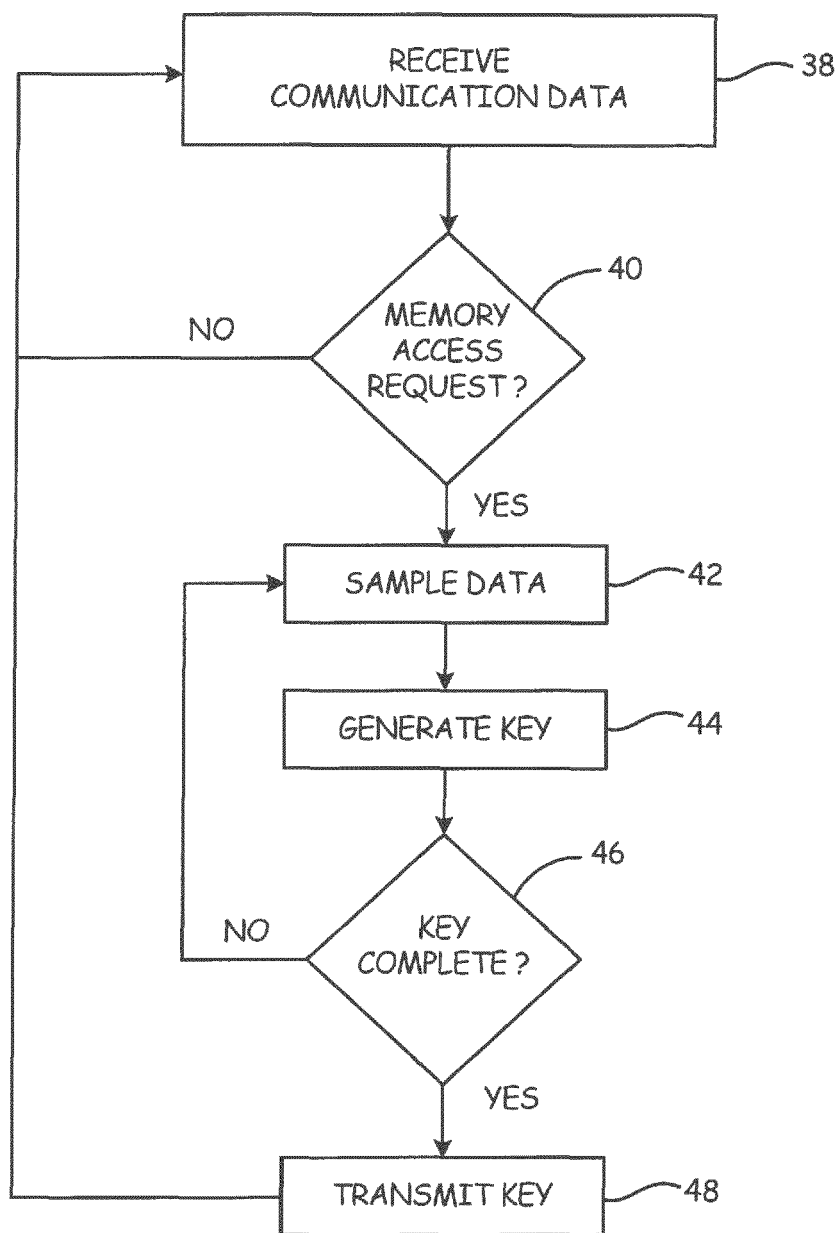 RECEIVE
COMMUNICATION DATA
38
40
MEMORY
ACCESS
REQUEST?
NO
YES
SAMPLE DATA
42
GENERATE KEY
44
46
KEY
COMPLETE?
NO
YES
TRANSMIT KEY
48